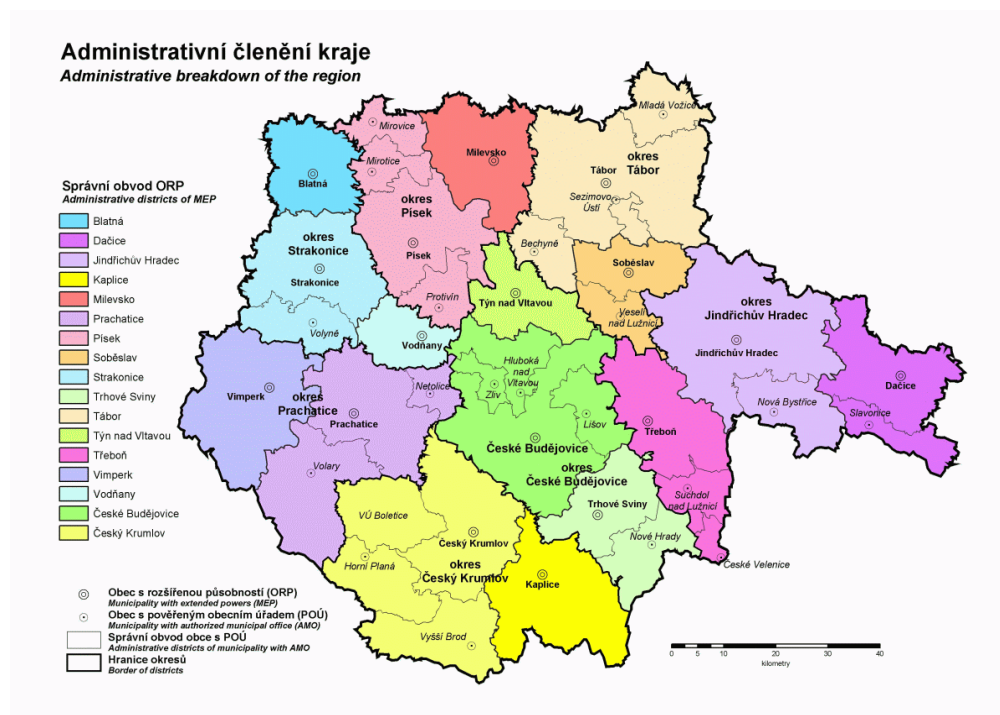 Administrativní členění kraje
Administrative breakdown of the region
Mladá Vožice
Mirovice
Milevsko
Mirotice
okres
Tábor
Tábor
Blatná
Sezimovo
Ústí
okres
Písek
Písek
Bechyně
okres
Strakonice
Strakonice
Soběslav
Protivín
Týn nad Vltavou
Veselí
nad Lužnicí
okres
Jindřichův Hradec
Jindřichův Hradec
Volyně
Vodňany
Hluboká
nad
Vltavou
Zliv
Netolice
Vimperk
okres
Prachatice
Prachatice
Dačice
Nová Bystřice
Slavonice
Lišov
Třeboň
České Budějovice
okres
České Budějovice
Volary
Suchdol
nad Lužnicí
Trhové Sviny
VÚ Boletice
Nové Hrady
Český Krumlov
České Velenice
Horní Planá
okres
Český Krumlov
Kaplice
Vyšší Brod
Správní obvod ORP
Administrative districts of MEP
Blatná
Dačice
Jindřichův Hradec
Kaplice
Milevsko
Prachatice
Písek
Soběslav
Strakonice
Trhové Sviny
Tábor
Týn nad Vltavou
Třeboň
Vimperk
Vodňany
České Budějovice
Český Krumlov
Obec s rozšířenou působností (ORP)
Municipality with extended powers (MEP)
Obec s pověřeným obecním úřadem (POÚ)
Municipality with authorized municipal office (AMO)
Správní obvod obce s POÚ
Administrative districts of municipality with AMO
Hranice okresů
Border of districts
0 5 10 20 30 40
kilometry